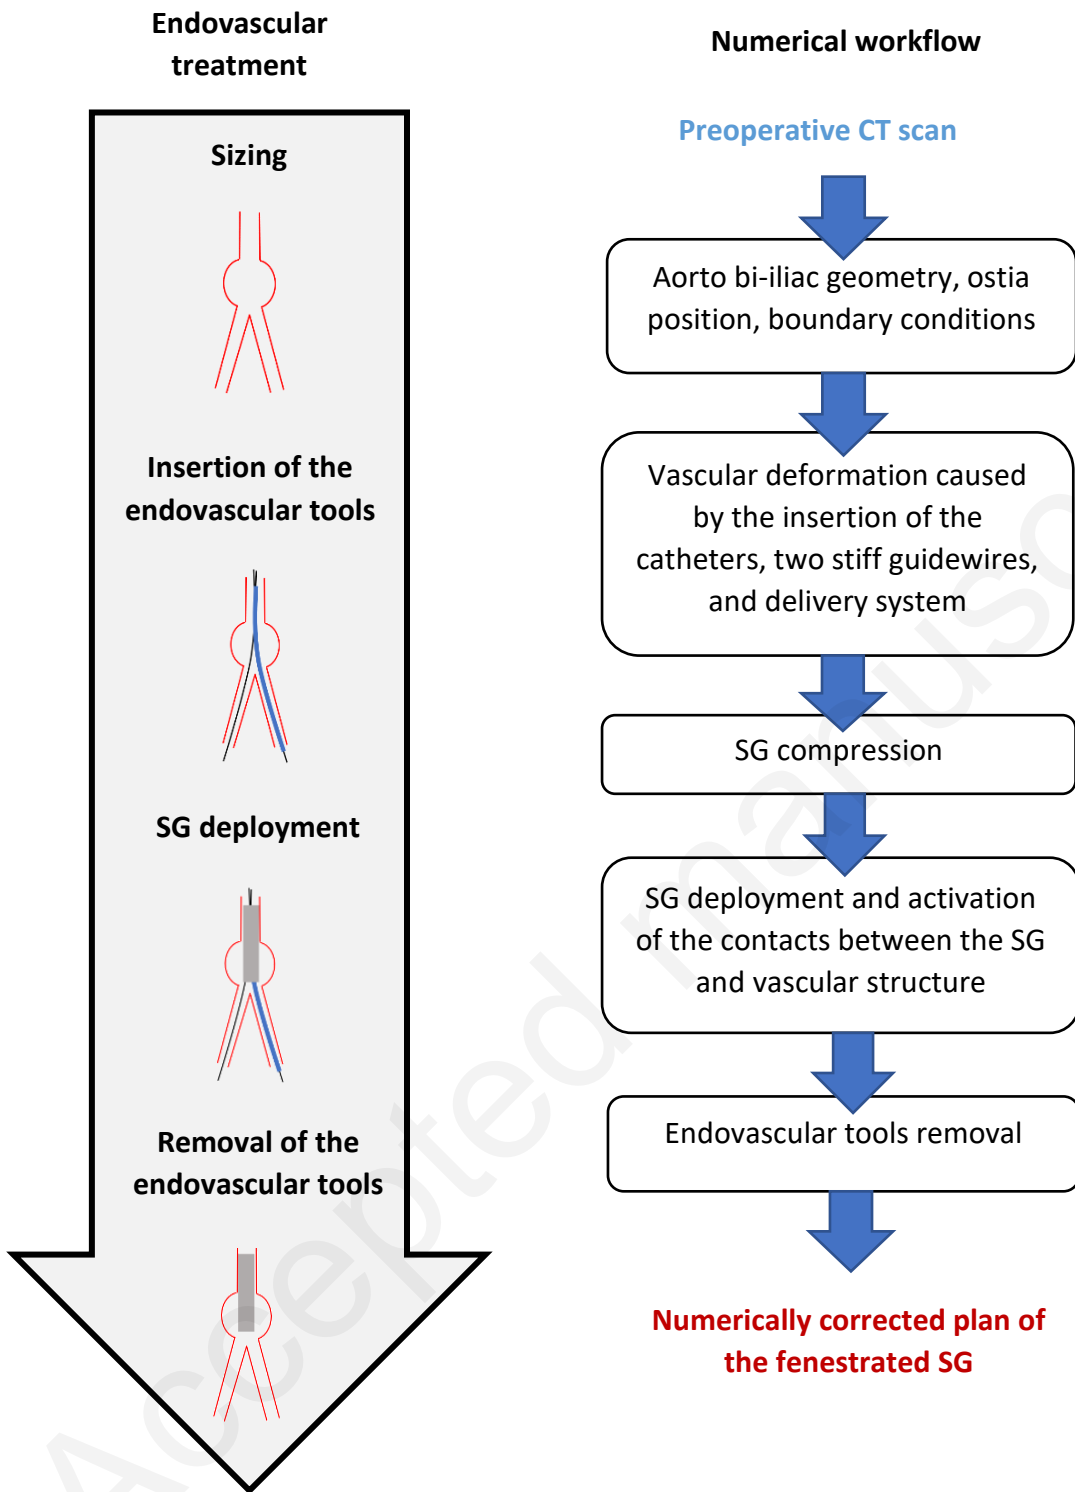 Endovascular
treatment
Sizing
Insertion of the
endovascular tools
SG deployment
Removal of the
endovascular tools
Numerical workflow
Preoperative CT scan
Aorto bi-iliac geometry, ostia
position, boundary conditions
Vascular deformation caused
by the insertion of the
catheters, two stiff guidewires,
and delivery system
SG compression
SG deployment and activation
of the contacts between the SG
and vascular structure
Endovascular tools removal
Numerically corrected plan of
the fenestrated SG
Accepted manusc